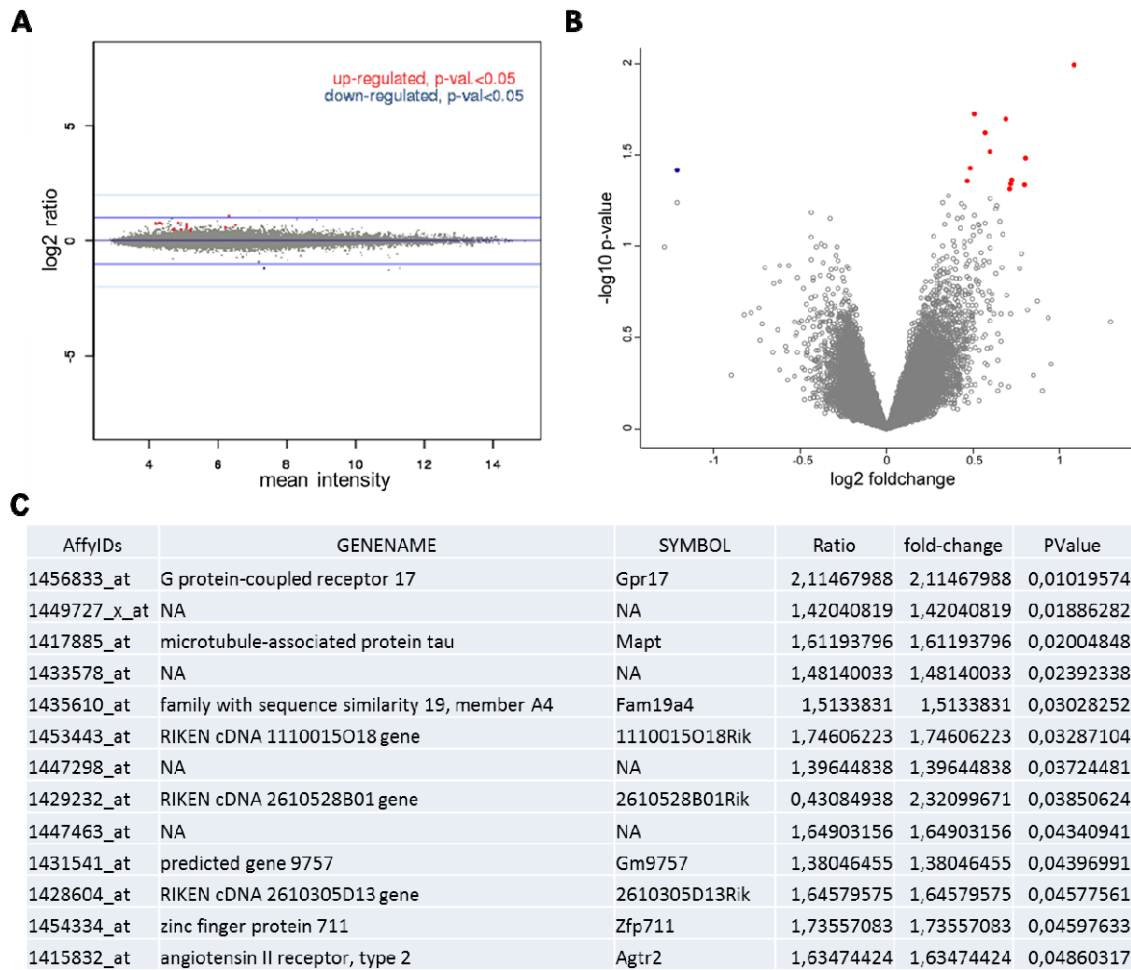 A
up-regulated, p-val.<0.05
down-regulated, p-val<0.05
5
0
-5
log2 ratio
4 6 8 10 12 14
mean intensity
B
2
1.5
1
0.5
0
-log10 p-value
-1 -0.5 0 0.5 1
log2 foldchange
C
AffyIDs GENENAME SYMBOL Ratio fold-change PValue
1456833_at G protein-coupled receptor 17 Gpr17 2,11467988 2,11467988 0,01019574
1449727_x_at NA NA 1,42040819 1,42040819 0,01886282
1417885_at microtubule-associated protein tau Mapt 1,61193796 1,61193796 0,02004848
1433578_at NA NA 1,48140033 1,48140033 0,02392338
1435610_at family with sequence similarity 19, member A4 Fam19a4 1,5133831 1,5133831 0,03028252
1453443_at RIKEN cDNA 1110015O18 gene 1110015O18Rik 1,74606223 1,74606223 0,03287104
1447298_at NA NA 1,39644838 1,39644838 0,03724481
1429232_at RIKEN cDNA 2610528B01 gene 2610528B01Rik 0,43084938 2,32099671 0,03850624
1447463_at NA NA 1,64903156 1,64903156 0,04340941
1431541_at predicted gene 9757 Gm9757 1,38046455 1,38046455 0,04396991
1428604_at RIKEN cDNA 2610305D13 gene 2610305D13Rik 1,64579575 1,64579575 0,04577561
1454334_at zinc finger protein 711 Zfp711 1,73557083 1,73557083 0,04597633
1415832_at angiotensin II receptor, type 2 Agtr2 1,63474424 1,63474424 0,04860317